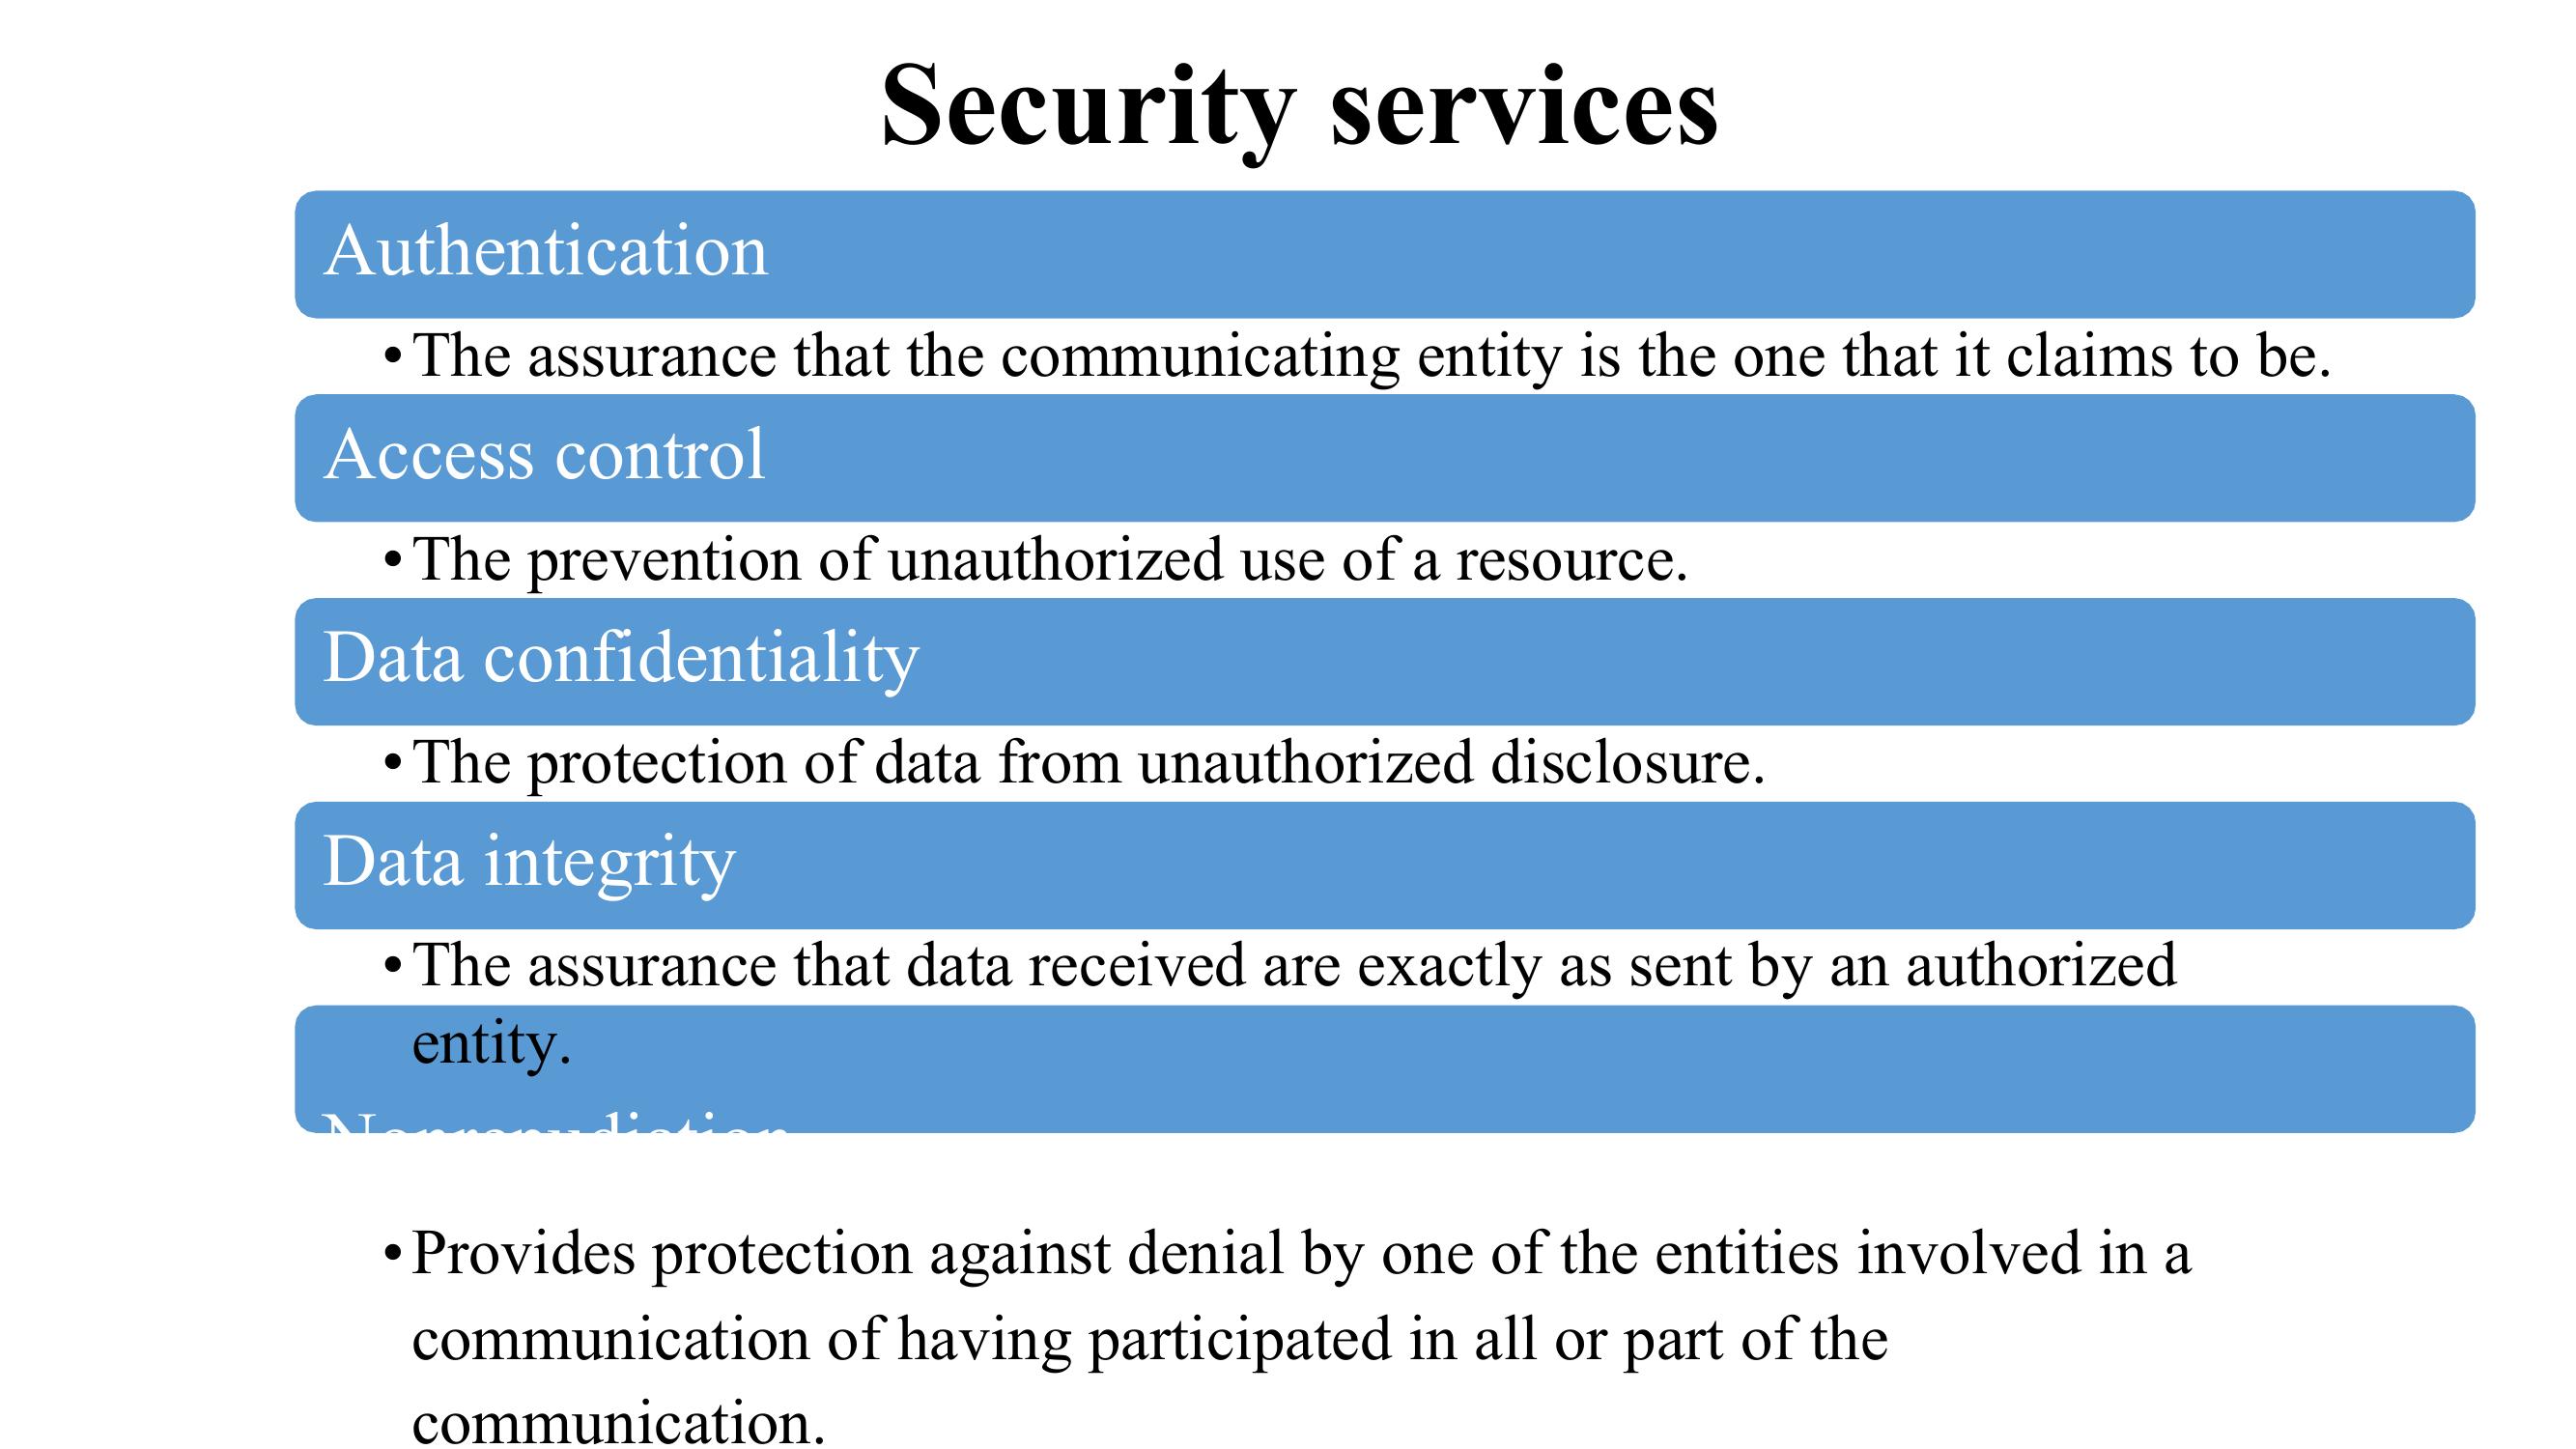 Security services
Authentication
•The assurance that the communicating entity is the one that it claims to be.
Access control
•The prevention of unauthorized use of a resource.
Data confidentiality
•The protection of data from unauthorized disclosure.
Data integrity
•The assurance that data received are exactly as sent by an authorized
entity.
Nonrepudiation
•Provides protection against denial by one of the entities involved in a
communication of having participated in all or part of the
communication.